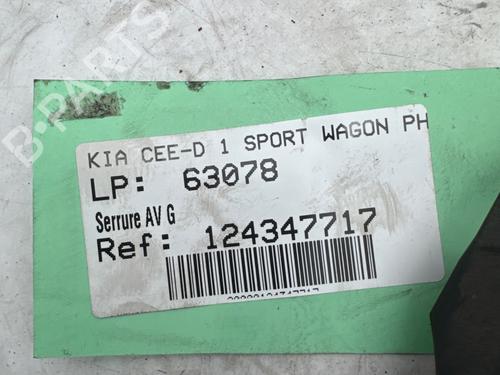 B-PARTS
KIA CEE-D 1 SPORT WAGON PH
LP: 63078
Serrure AV G
Ref: 124347717